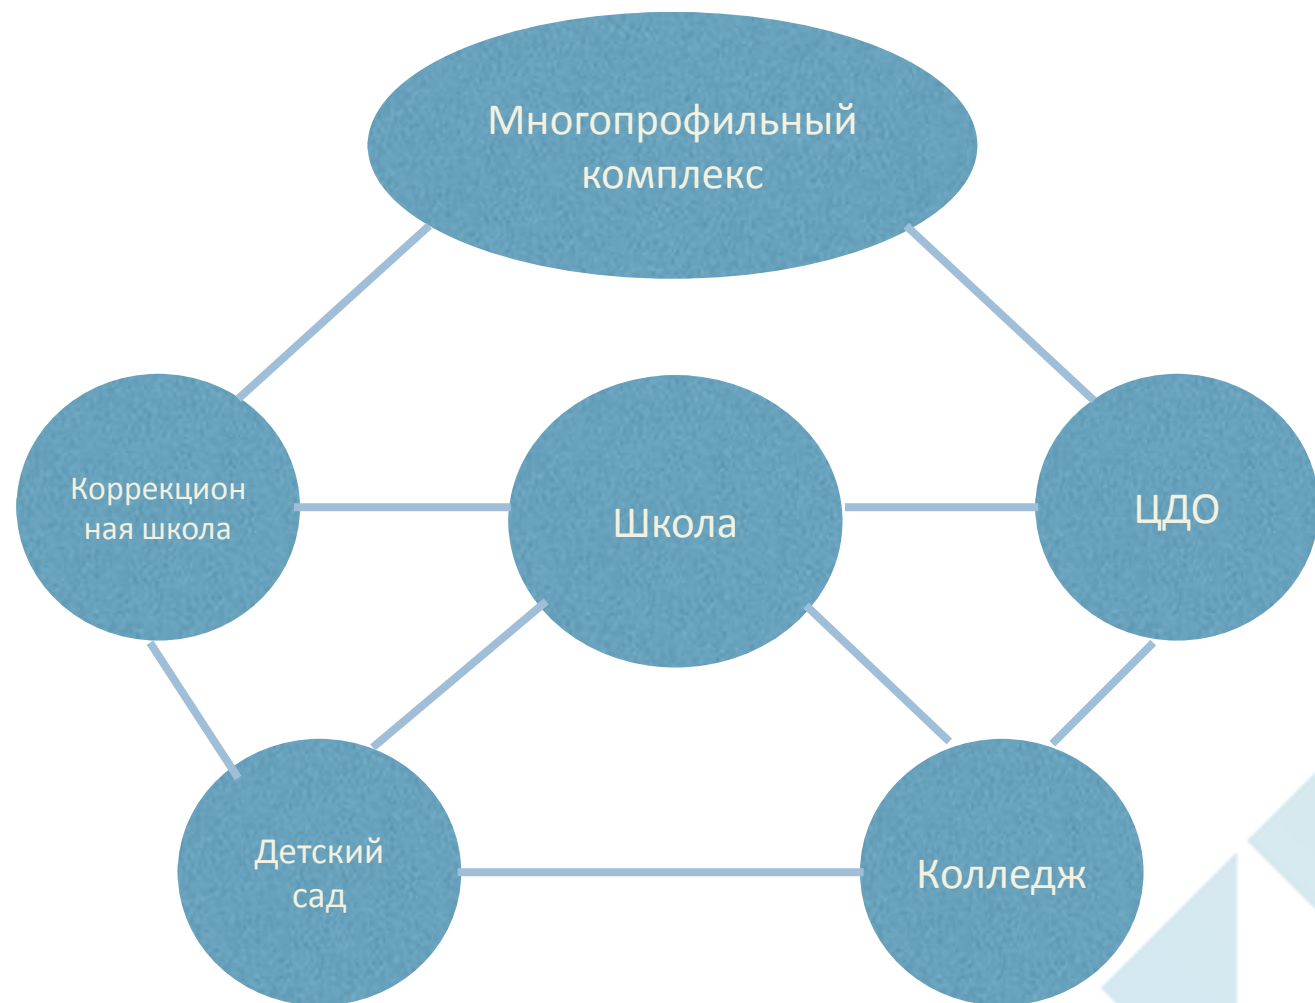 Многопрофильный
комплекс
Коррекцион
ная школа
Школа
ЦДО
Детский
сад
Колледж